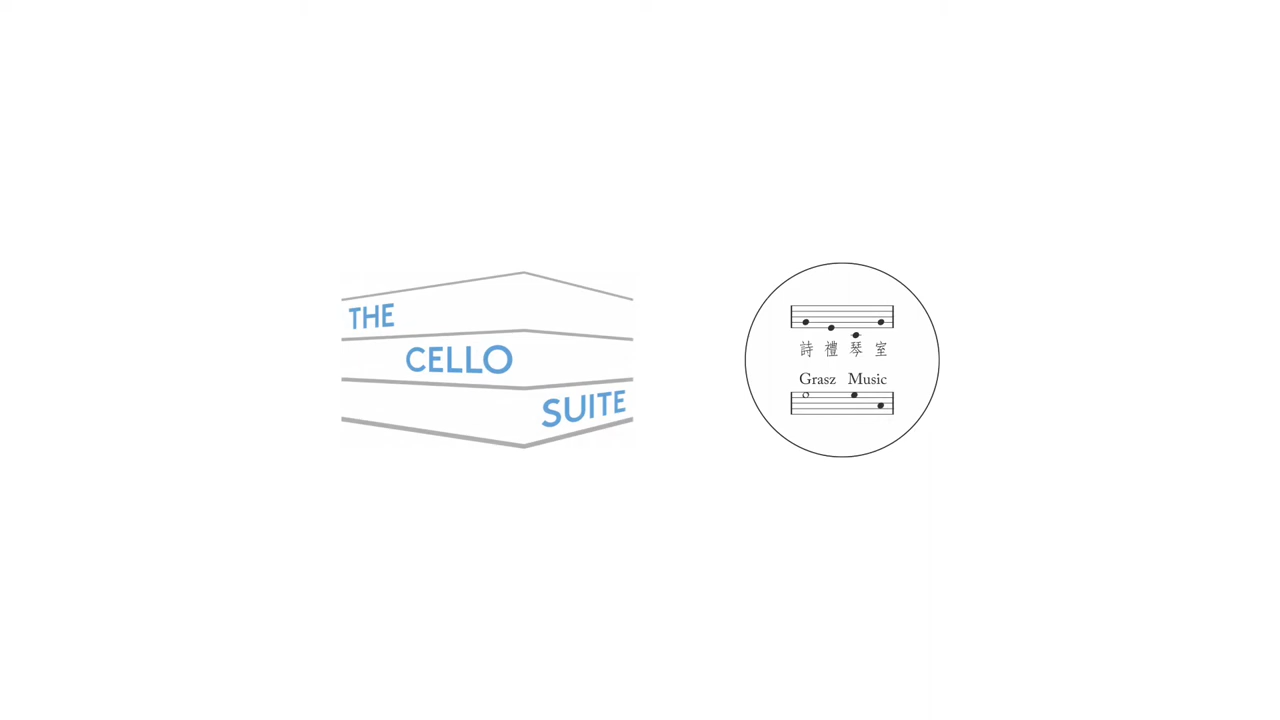 THE
CELLO
SUITE
詩禮琴室
Grasz Music